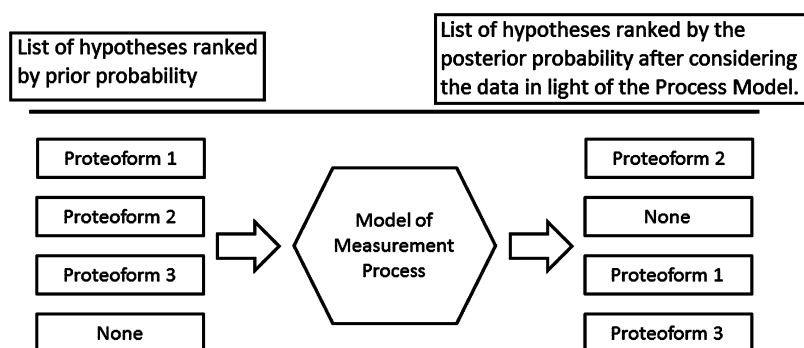 List of hypotheses ranked
by prior probability
List of hypotheses ranked by the
posterior probability after considering
the data in light of the Process Model.
Proteoform 1
Proteoform 2
Proteoform 3
None
Model of
Measurement
Process
Proteoform 2
None
Proteoform 1
Proteoform 3